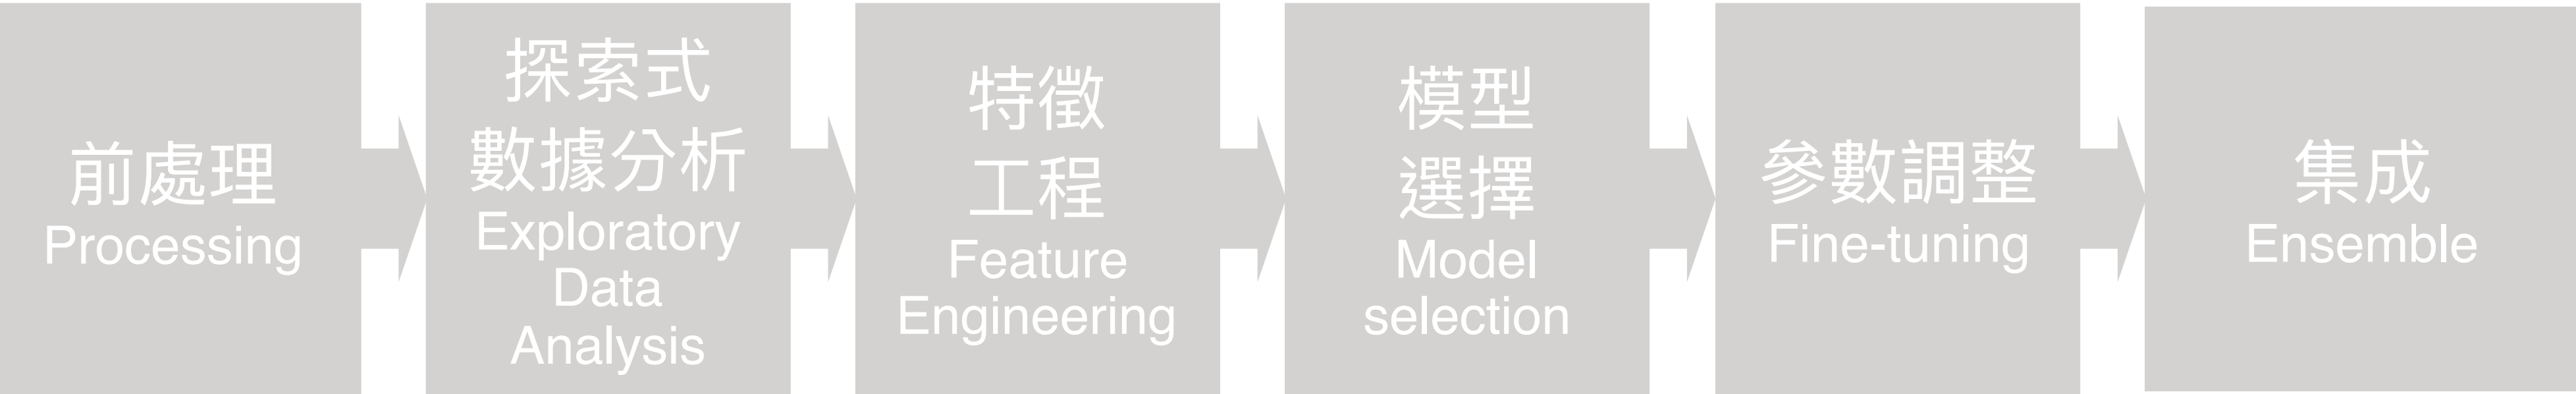 前處理
Processing
探索式
數據分析
Exploratory
Data
Analysis
特徵
工程
Feature
Engineering
模型
選擇
Model
selection
參數調整
Fine-tuning
集成
Ensemble